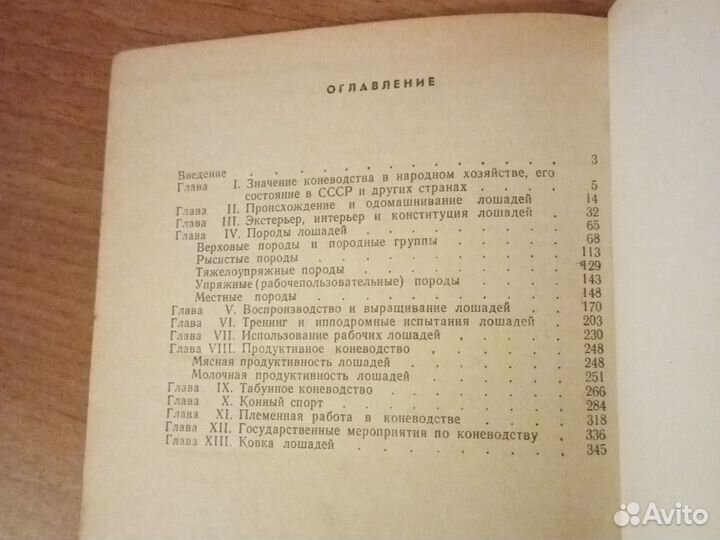 ОГЛАВЛЕНИЕ
Введение . . . . . . . . . . . . . . 3
Глава I. Значение коневодства в народном хозяйстве, его
состояние в СССР и других странах . . . . 5
Глава II. Происхождение и одомашнивание лошадей . 14
Глава III. Экстерьер, интерьер и конституция лошадей . 32
Глава IV. Породы лошадей . . . . . . . . 65
Верховые породы и породные группы . . . . 68
Рысистые породы . . . . . . . . . 113
Тяжелоупряжные породы . . . . . . . 129
Упряжные (рабочепользовательные) породы . . . 143
Местные породы . . . . . . . . . 148
Глава V. Воспроизводство и выращивание лошадей . . 170
Глава VI. Тренинг и ипподромные испытания лошадей . 203
Глава VII. Использование рабочих лошадей . . . . 230
Глава VIII. Продуктивное коневодство . . . . . 248
Мясная продуктивность лошадей . . . . . 248
Молочная продуктивность лошадей . . . . . 251
Глава IX. Табунное коневодство . . . . . . 266
Глава X. Конный спорт . . . . . . . . 284
Глава XI. Племенная работа в коневодстве . . . . 318
Глава XII. Государственные мероприятия по коневодству . 336
Глава XIII. Ковка лошадей . . . . . . . . 345
Avito